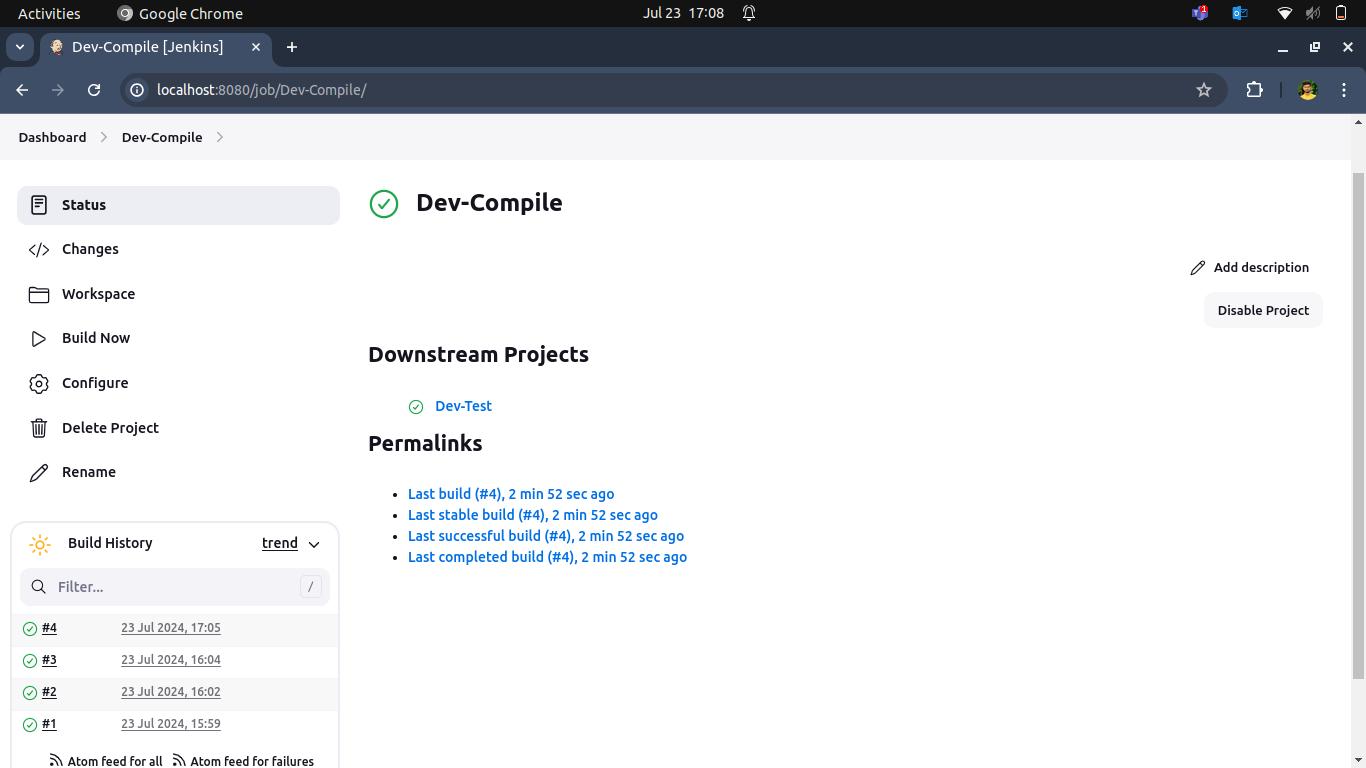 Activities Google Chrome Jul 23 17:08 1
Dev-Compile [Jenkins]
localhost:8080/job/Dev-Compile/
Dashboard Dev-Compile
Status
Changes
Workspace
Build Now
Configure
Delete Project
Rename
Build History trend
Filter... /
#4 23 Jul 2024, 17:05
#3 23 Jul 2024, 16:04
#2 23 Jul 2024, 16:02
#1 23 Jul 2024, 15:59
Atom feed for all Atom feed for failures
Dev-Compile
Add description
Disable Project
Downstream Projects
Dev-Test
Permalinks
Last build (#4), 2 min 52 sec ago
Last stable build (#4), 2 min 52 sec ago
Last successful build (#4), 2 min 52 sec ago
Last completed build (#4), 2 min 52 sec ago